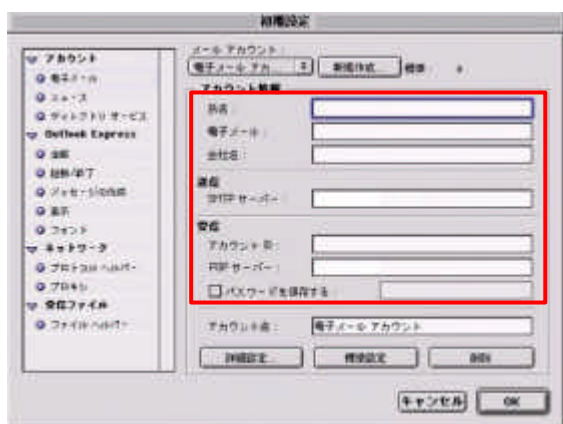 初期設定
アカウント
電子メール
ニュース
ディレクトリ サービス
Outlook Express
全般
起動/終了
メッセージの作成
表示
フォント
ネットワーク
プロトコル ヘルパー
プロキシ
受信ファイル
ファイル ヘルパー
メール アカウント :
電子メール アカ... 新規作成... 標準 :
アカウント情報
氏名 :
電子メール :
会社名 :
送信
SMTP サーバー :
受信
アカウント ID :
POP サーバー :
パスワードを保存する :
アカウント名 : 電子メール アカウント
詳細設定... 標準設定 削除
キャンセル OK